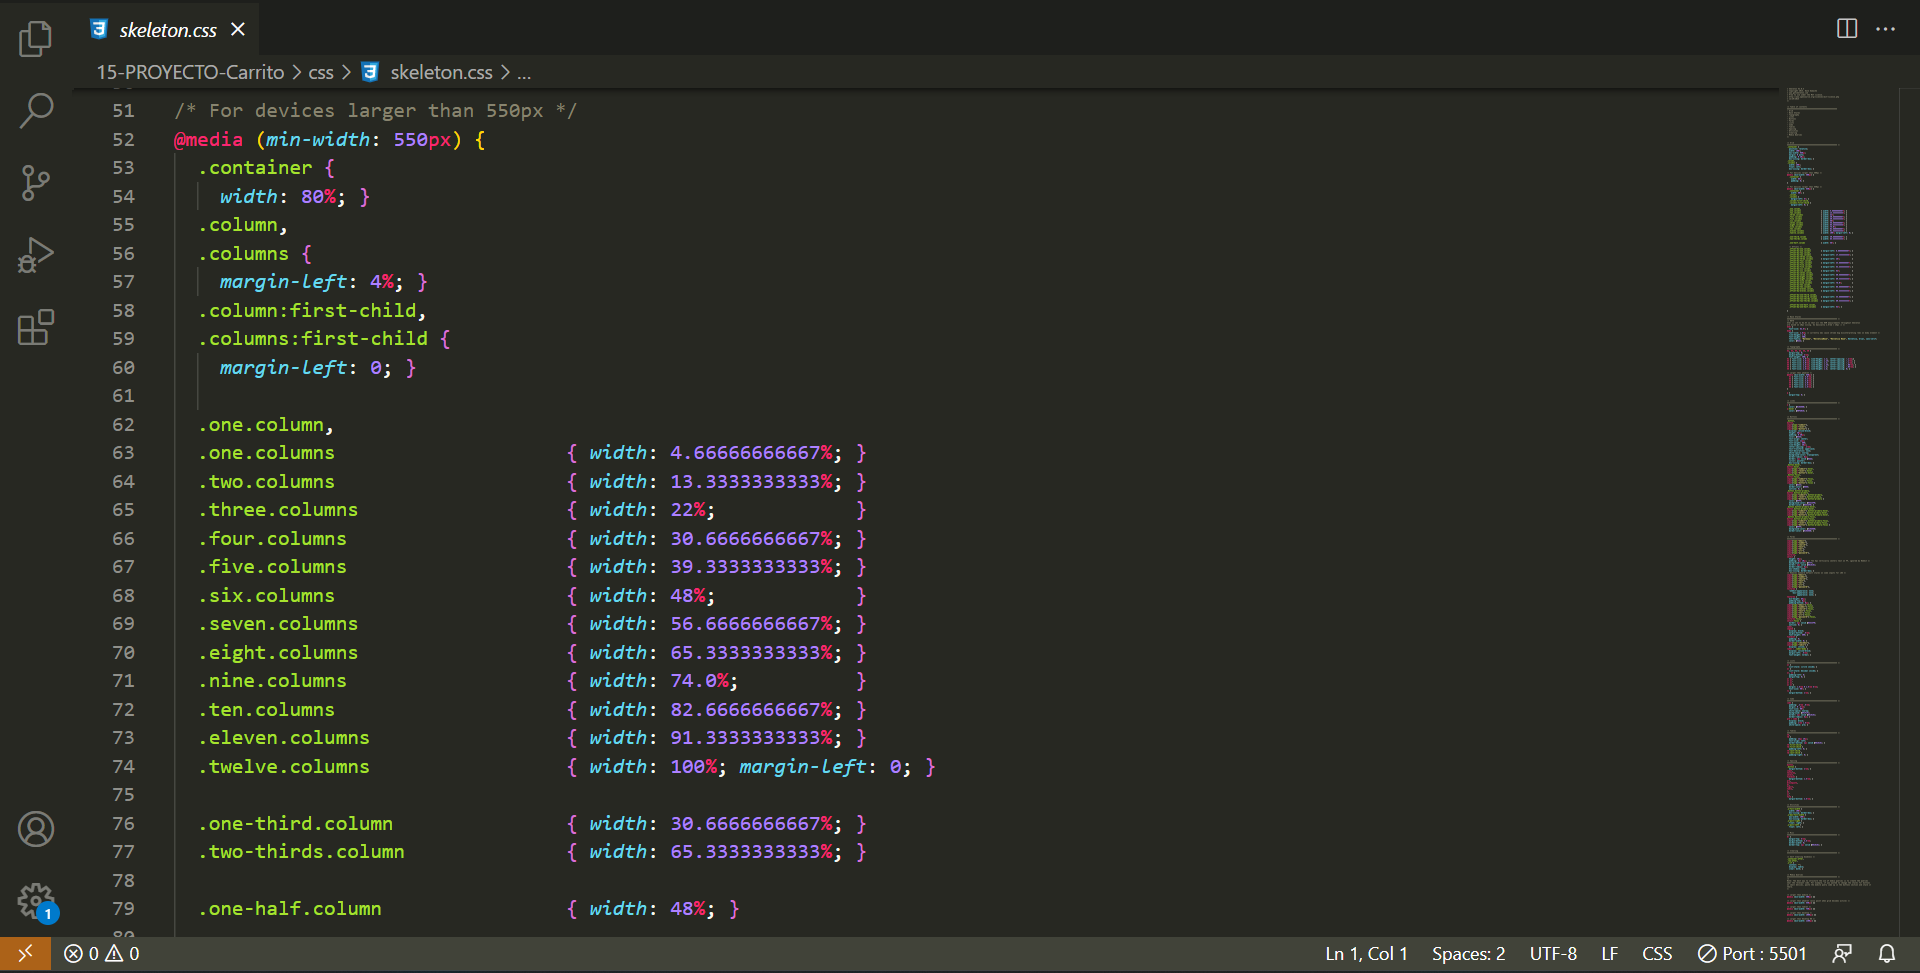 skeleton.css
15-PROYECTO-Carrito > css > skeleton.css > ...
51 /* For devices larger than 550px */
52 @media (min-width: 550px) {
53 .container {
54 width: 80%; }
55 .column,
56 .columns {
57 margin-left: 4%; }
58 .column:first-child,
59 .columns:first-child {
60 margin-left: 0; }
61
62 .one.column,
63 .one.columns { width: 4.66666666667%; }
64 .two.columns { width: 13.3333333333%; }
65 .three.columns { width: 22%; }
66 .four.columns { width: 30.6666666667%; }
67 .five.columns { width: 39.3333333333%; }
68 .six.columns { width: 48%; }
69 .seven.columns { width: 56.6666666667%; }
70 .eight.columns { width: 65.3333333333%; }
71 .nine.columns { width: 74.0%; }
72 .ten.columns { width: 82.6666666667%; }
73 .eleven.columns { width: 91.3333333333%; }
74 .twelve.columns { width: 100%; margin-left: 0; }
75
76 .one-third.column { width: 30.6666666667%; }
77 .two-thirds.column { width: 65.3333333333%; }
78
79 .one-half.column { width: 48%; }
1
0 0 Ln 1, Col 1 Spaces: 2 UTF-8 LF CSS Port : 5501